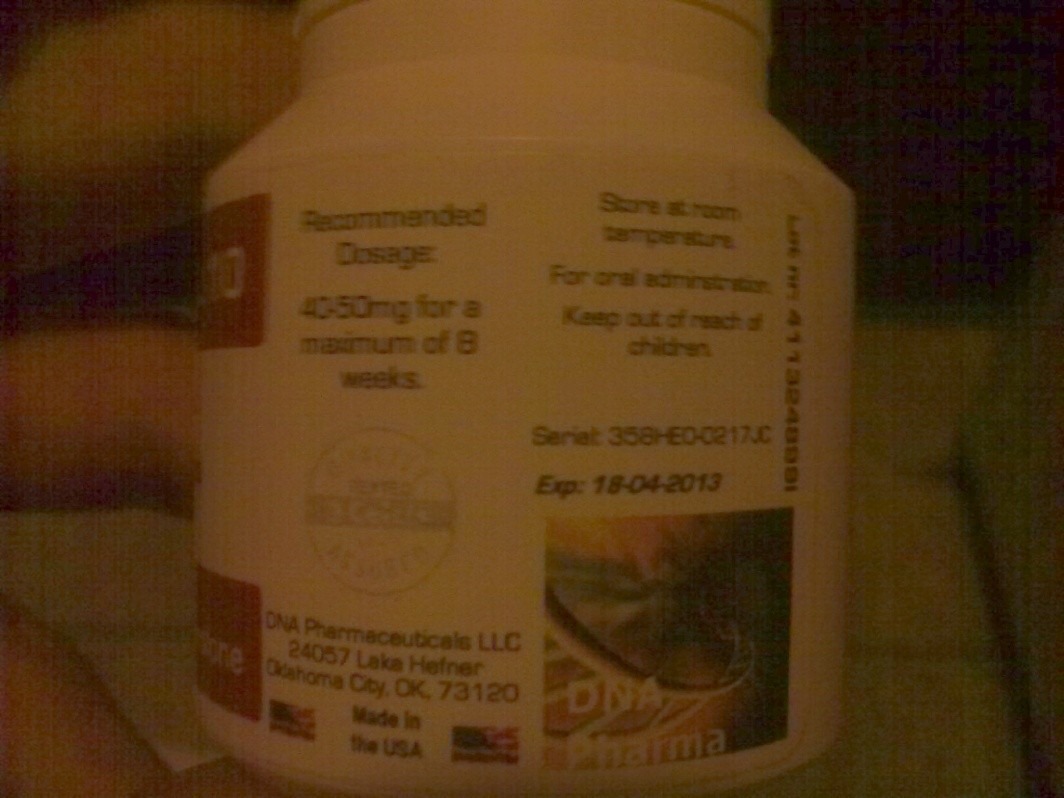 Recommended
Dosage:
40-50mg for a
maximum of 8
weeks.
Store at room
temperature.
For oral adminstration.
Keep out of reach of
children.
Serial: 358HEO-0217JC
Exp: 18-04-2013
DNA Pharmaceuticals LLC
24057 Lake Hefner
Oklahoma City, OK, 73120
Made in
the USA
DNA
Pharma
one